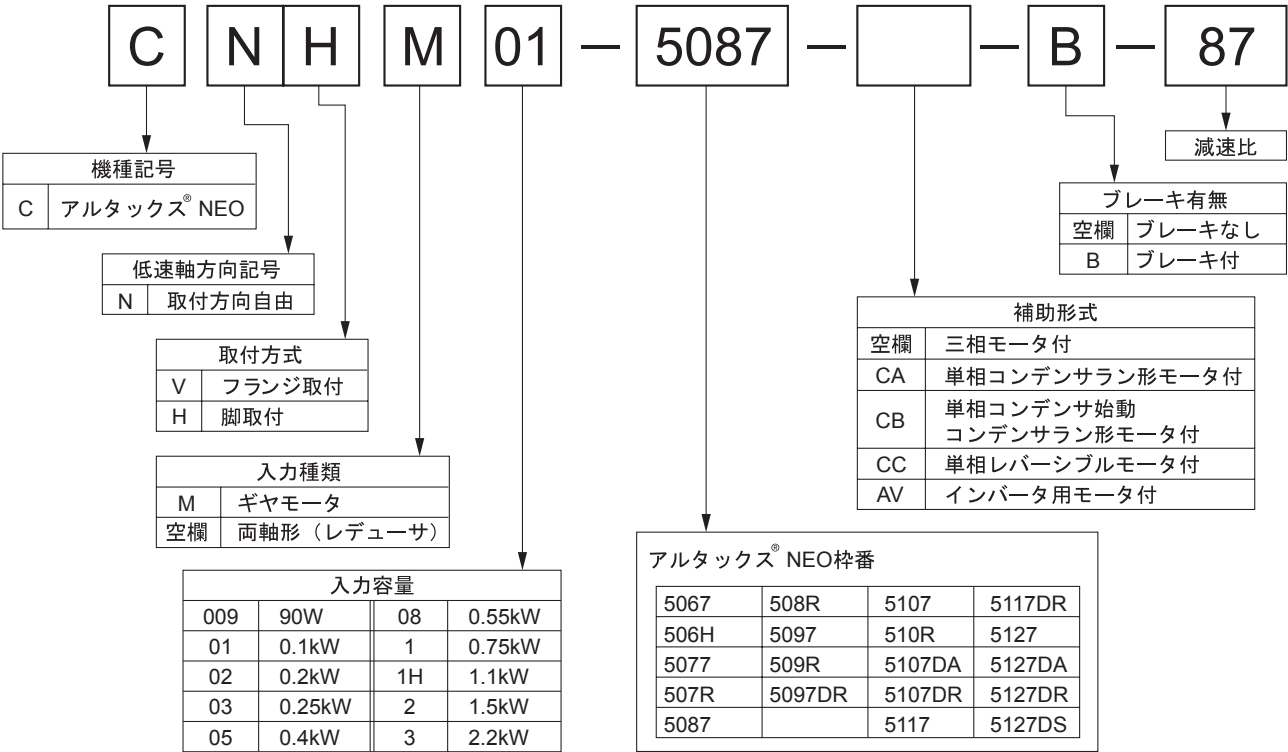 C N H M 01 — 5087 — — B — 87
機種記号
C アルタックス® NEO
低速軸方向記号
N 取付方向自由
取付方式
V フランジ取付
H 脚取付
入力種類
M ギヤモータ
空欄 両軸形（レデューサ）
入力容量
009 90W 08 0.55kW
01 0.1kW 1 0.75kW
02 0.2kW 1H 1.1kW
03 0.25kW 2 1.5kW
05 0.4kW 3 2.2kW
アルタックス® NEO枠番
5067 508R 5107 5117DR
506H 5097 510R 5127
5077 509R 5107DA 5127DA
507R 5097DR 5107DR 5127DR
5087 5117 5127DS
補助形式
空欄 三相モータ付
CA 単相コンデンサラン形モータ付
CB 単相コンデンサ始動
コンデンサラン形モータ付
CC 単相レバーシブルモータ付
AV インバータ用モータ付
ブレーキ有無
空欄 ブレーキなし
B ブレーキ付
減速比